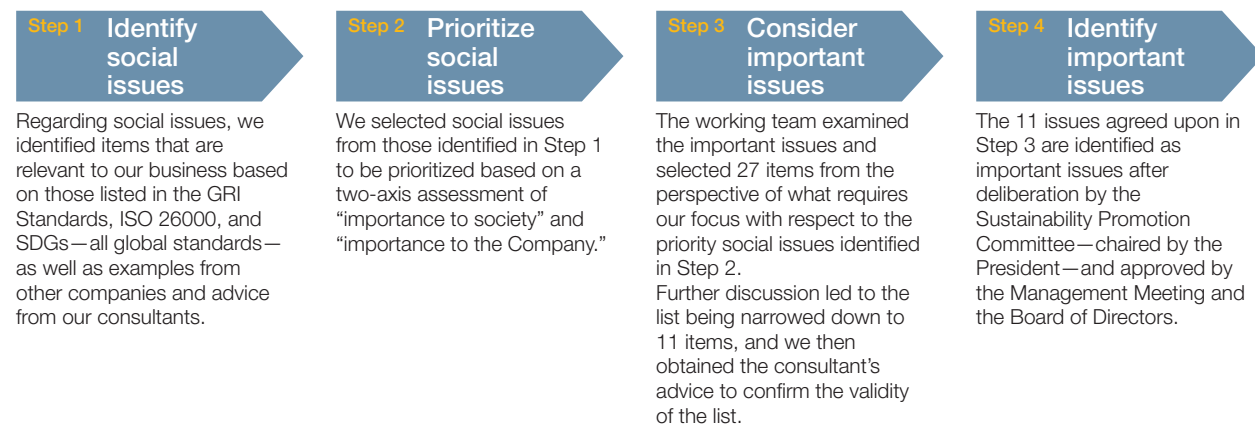 Step 1 Identify
social
issues
Regarding social issues, we
identified items that are
relevant to our business based
on those listed in the GRI
Standards, ISO 26000, and
SDGs—all global standards—
as well as examples from
other companies and advice
from our consultants.
Step 2 Prioritize
social
issues
We selected social issues
from those identified in Step 1
to be prioritized based on a
two-axis assessment of
“importance to society” and
“importance to the Company.”
Step 3 Consider
important
issues
The working team examined
the important issues and
selected 27 items from the
perspective of what requires
our focus with respect to the
priority social issues identified
in Step 2.
Further discussion led to the
list being narrowed down to
11 items, and we then
obtained the consultant’s
advice to confirm the validity
of the list.
Step 4 Identify
important
issues
The 11 issues agreed upon in
Step 3 are identified as
important issues after
deliberation by the
Sustainability Promotion
Committee—chaired by the
President—and approved by
the Management Meeting and
the Board of Directors.